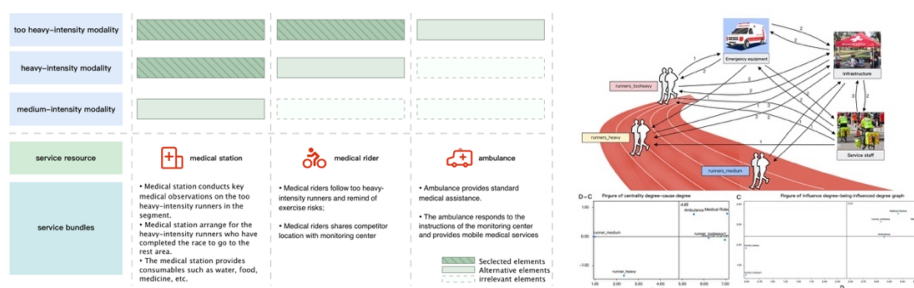 too heavy-intensity modality
heavy-intensity modality
medium-intensity modality
service resource
medical station
medical rider
ambulance
service bundles
• Medical station conducts key
medical observations on the too
heavy-intensity runners in the
segment.
• Medical station arrange for the
heavy-intensity runners who have
completed the race to go to the
rest area.
• The medical station provides
consumables such as water, food,
medicine, etc.
• Medical riders follow too heavy-
intensity runners and remind of
exercise risks;
• Medical riders shares competitor
location with monitoring center
• Ambulance provides standard
medical assistance.
• The ambulance responds to the
instructions of the monitoring center
and provides mobile medical services
Seclected elements
Alternative elements
irrelevant elements
Emergency equipment
Infrastructure
Service staff
runners_tooheavy
runners_heavy
runners_medium
D-C
Firgure of centrality degree-cause degree
Ambulance
Medical Rider
runner_medium
runner_heavy
C
Firgure of influence degree-being influenced degree graph
D